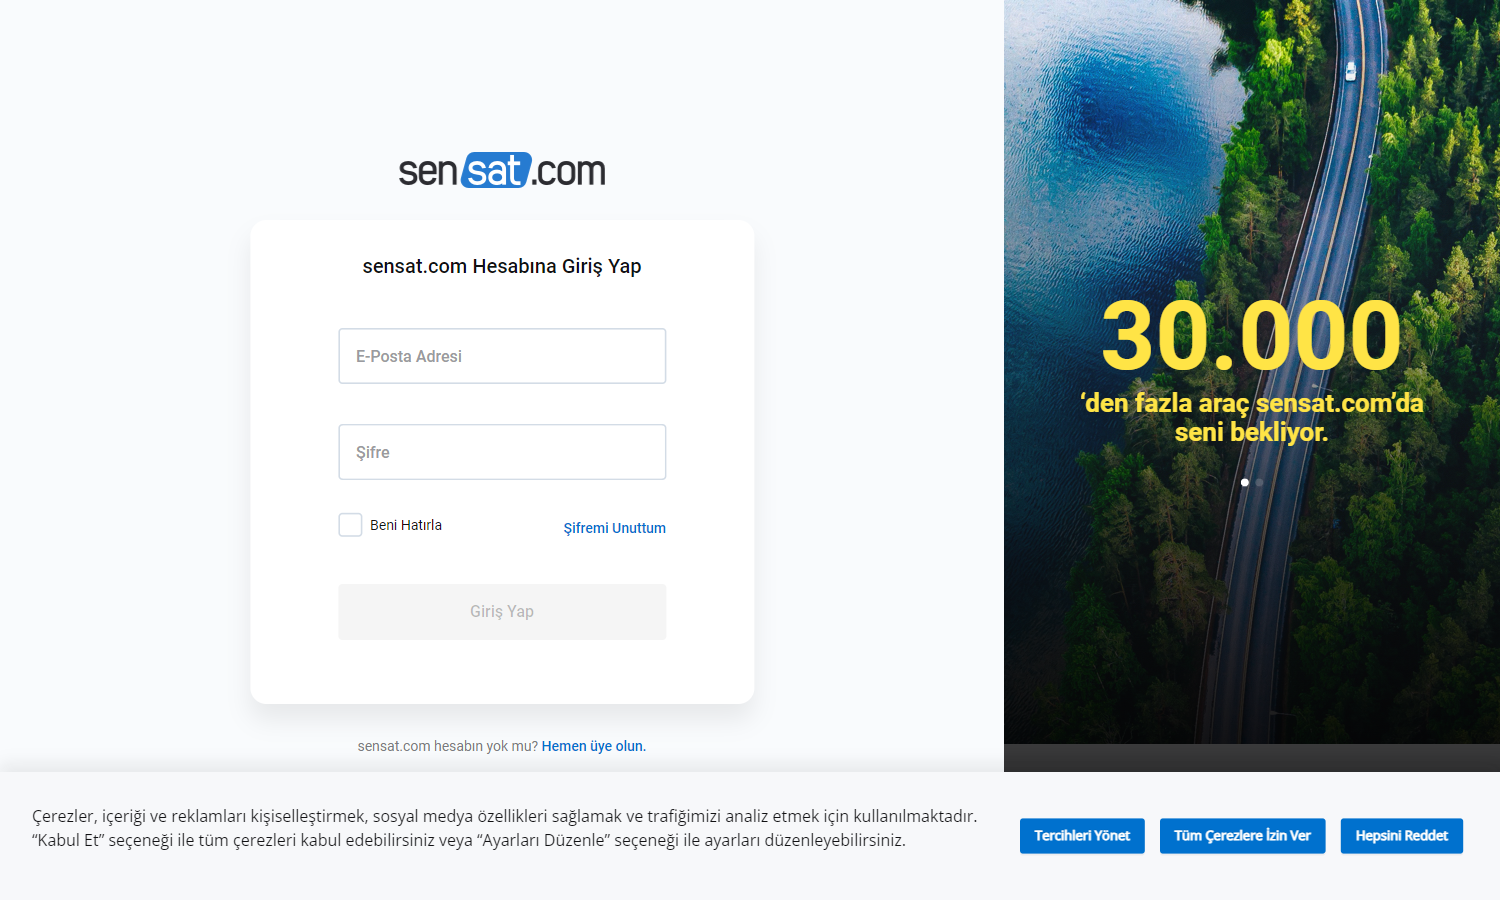 sensat.com
sensat.com Hesabına Giriş Yap
E-Posta Adresi
Şifre
Beni Hatırla
Şifremi Unuttum
Giriş Yap
sensat.com hesabın yok mu? Hemen üye olun.
30.000
‘den fazla araç sensat.com’da
seni bekliyor.
Çerezler, içeriği ve reklamları kişiselleştirmek, sosyal medya özellikleri sağlamak ve trafiğimizi analiz etmek için kullanılmaktadır.
“Kabul Et” seçeneği ile tüm çerezleri kabul edebilirsiniz veya “Ayarları Düzenle” seçeneği ile ayarları düzenleyebilirsiniz.
Tercihleri Yönet
Tüm Çerezlere İzin Ver
Hepsini Reddet